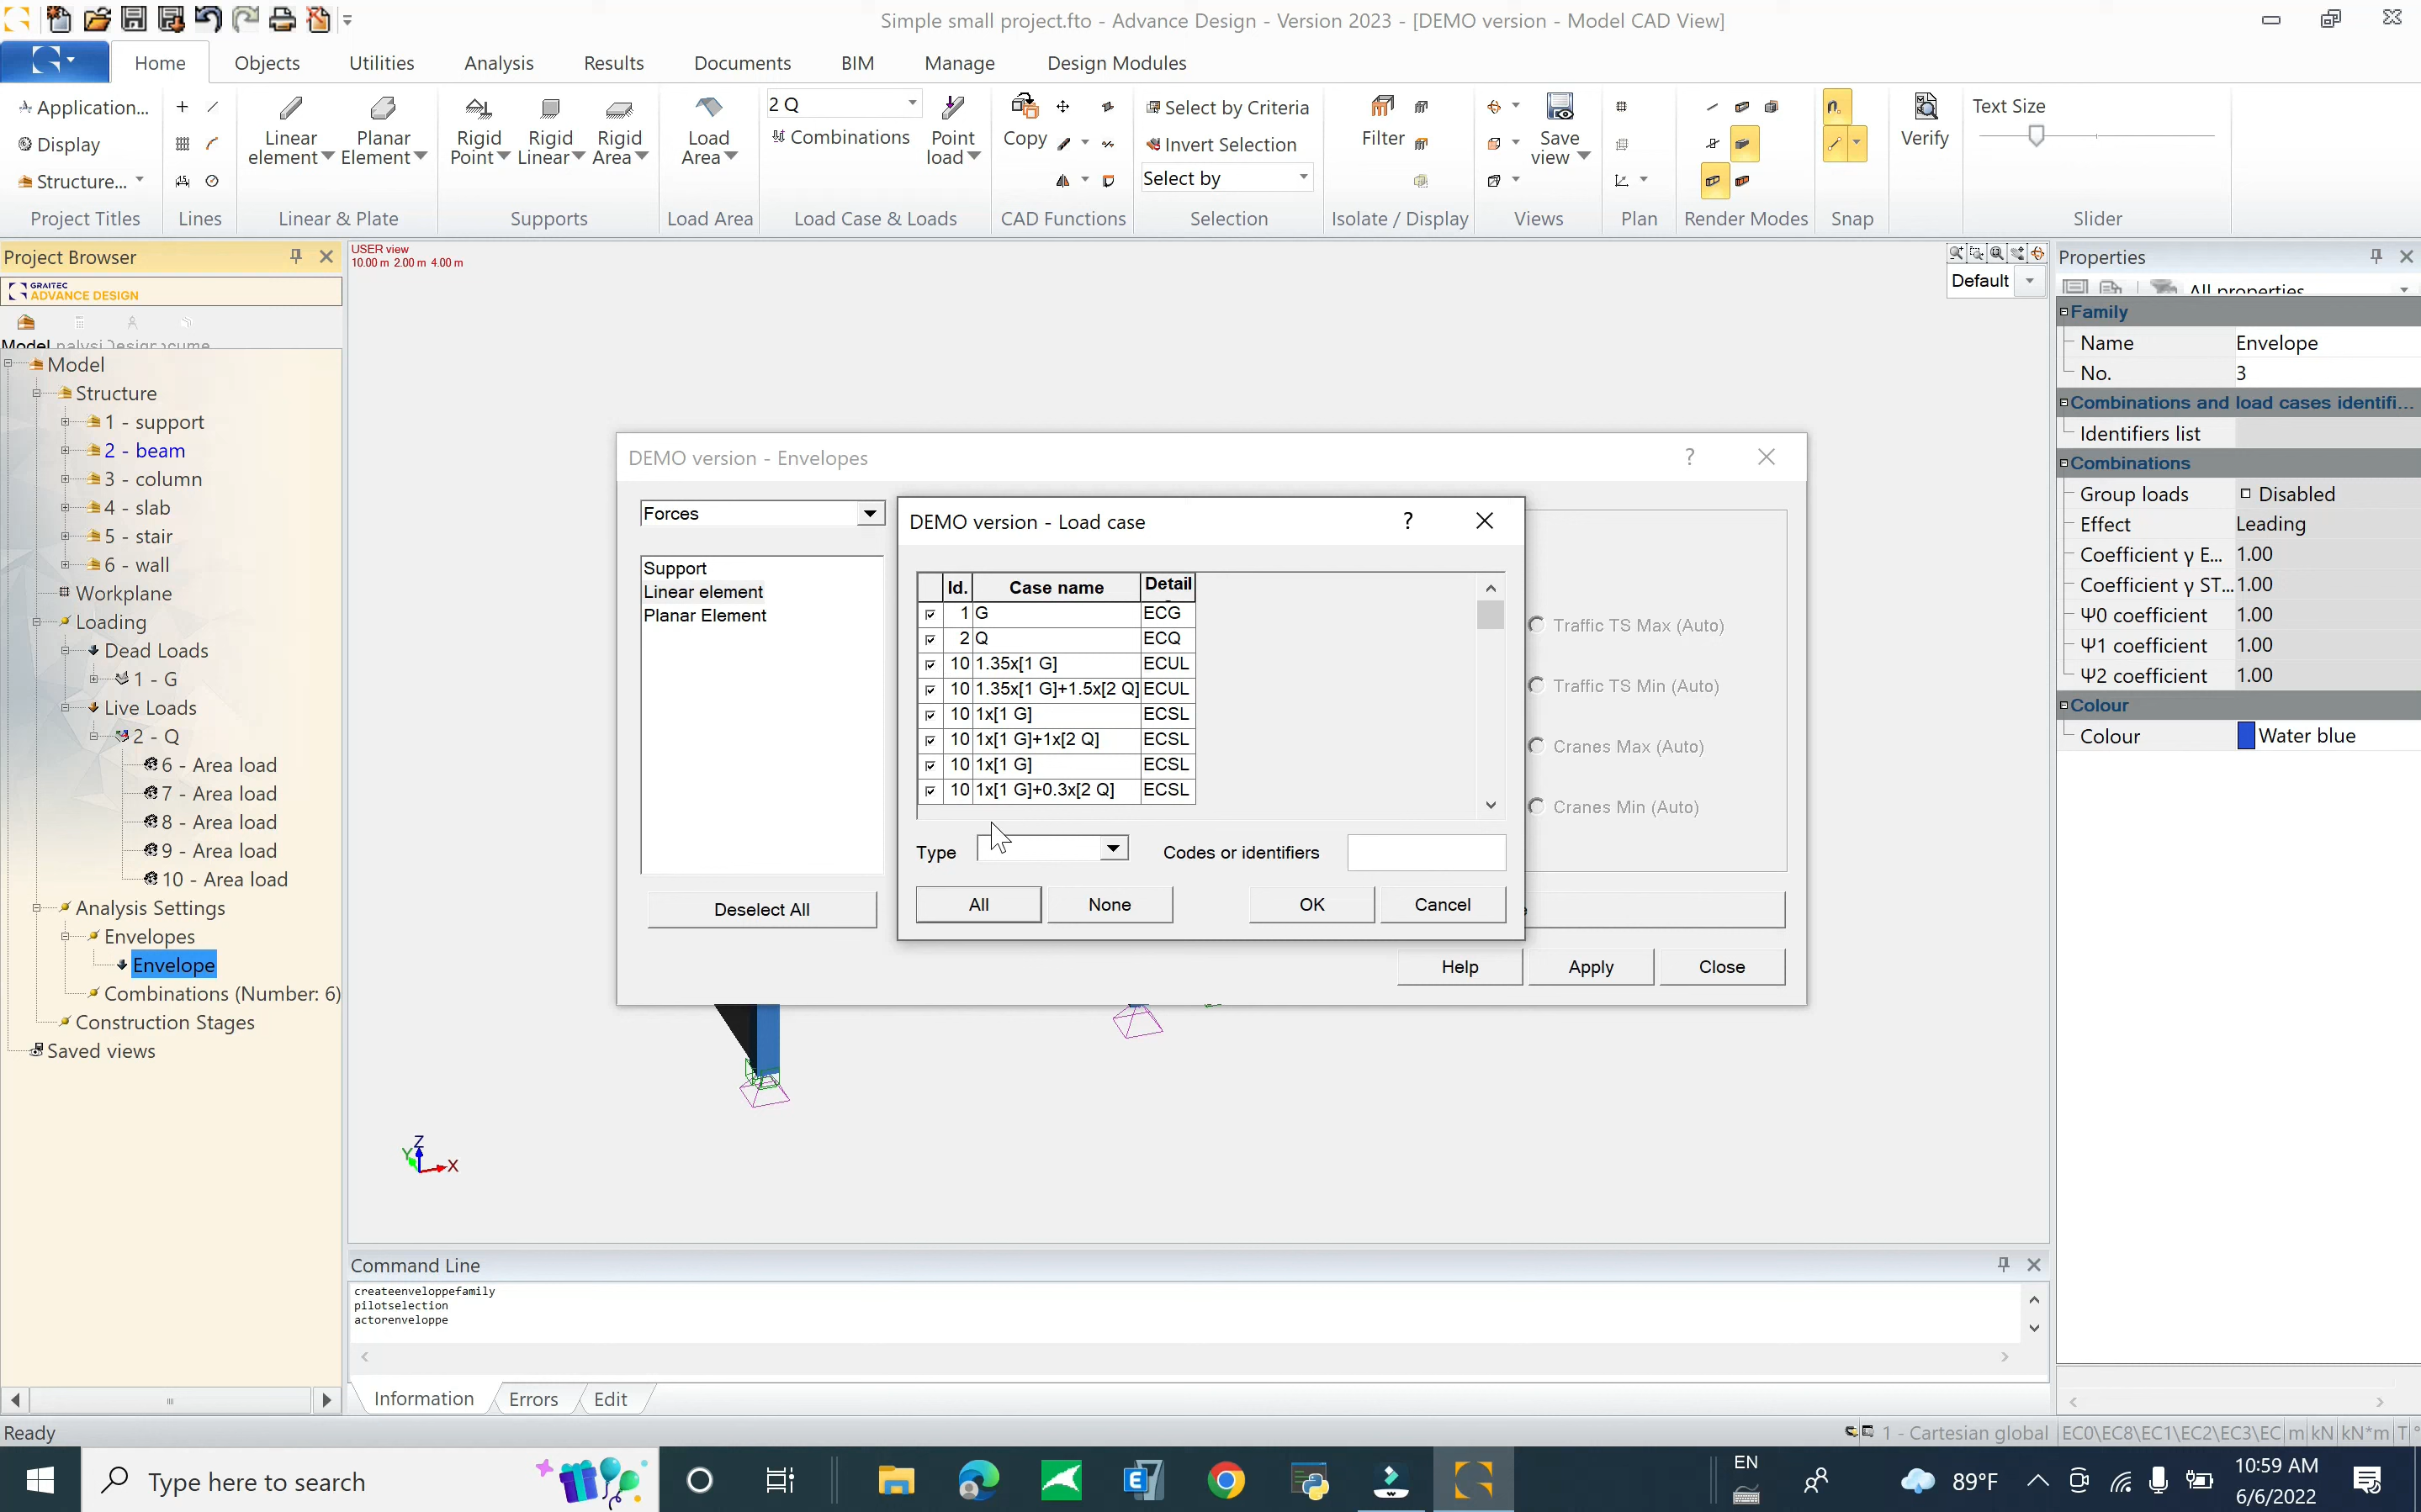 Simple small project.fto - Advance Design - Version 2023 - [DEMO version - Model CAD View]
Home Objects Utilities Analysis Results Documents BIM Manage Design Modules
Application...
Display
Structure...
Project Titles
Lines
Linear element
Planar Element
Linear & Plate
Rigid Point
Rigid Linear
Rigid Area
Supports
Load Area
Load Area
2 Q
Combinations
Point load
Load Case & Loads
Copy
CAD Functions
Select by Criteria
Invert Selection
Select by
Selection
Filter
Isolate / Display
Save view
Views
Plan
Render Modes
Snap
Verify
Text Size
Slider
Project Browser
GRAITEC
ADVANCE DESIGN
Model
Model
Structure
1 - support
2 - beam
3 - column
4 - slab
5 - stair
6 - wall
Workplane
Loading
Dead Loads
1 - G
Live Loads
2 - Q
6 - Area load
7 - Area load
8 - Area load
9 - Area load
10 - Area load
Analysis Settings
Envelopes
Envelope
Combinations (Number: 6)
Construction Stages
Saved views
USER view
10.00 m 2.00 m 4.00 m
Default
DEMO version - Envelopes
?
Forces
Support
Linear element
Planar Element
Deselect All
Traffic TS Max (Auto)
Traffic TS Min (Auto)
Cranes Max (Auto)
Cranes Min (Auto)
Help Apply Close
DEMO version - Load case
?
Id. Case name Detail
1 G ECG
2 Q ECQ
10 1.35x[1 G] ECUL
10 1.35x[1 G]+1.5x[2 Q] ECUL
10 1x[1 G] ECSL
10 1x[1 G]+1x[2 Q] ECSL
10 1x[1 G] ECSL
10 1x[1 G]+0.3x[2 Q] ECSL
Type Codes or identifiers
All None OK Cancel
Z
Y
X
Properties
All properties
Family
Name Envelope
No. 3
Combinations and load cases identifi...
Identifiers list
Combinations
Group loads Disabled
Effect Leading
Coefficient γ E... 1.00
Coefficient γ ST... 1.00
Ψ0 coefficient 1.00
Ψ1 coefficient 1.00
Ψ2 coefficient 1.00
Colour
Colour Water blue
Command Line
createenveloppefamily
pilotselection
actorenveloppe
Information Errors Edit
Ready
1 - Cartesian global EC0\EC8\EC1\EC2\EC3\EC m kN kN*m T °
Type here to search
EN
89°F
10:59 AM
6/6/2022